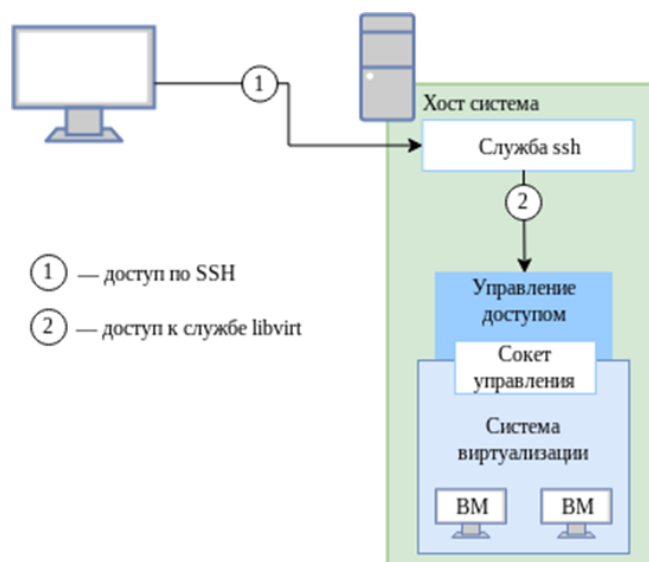 1
Хост система
Служба ssh
2
1 — доступ по SSH
2 — доступ к службе libvirt
Управление
доступом
Сокет
управления
Система
виртуализации
ВМ ВМ